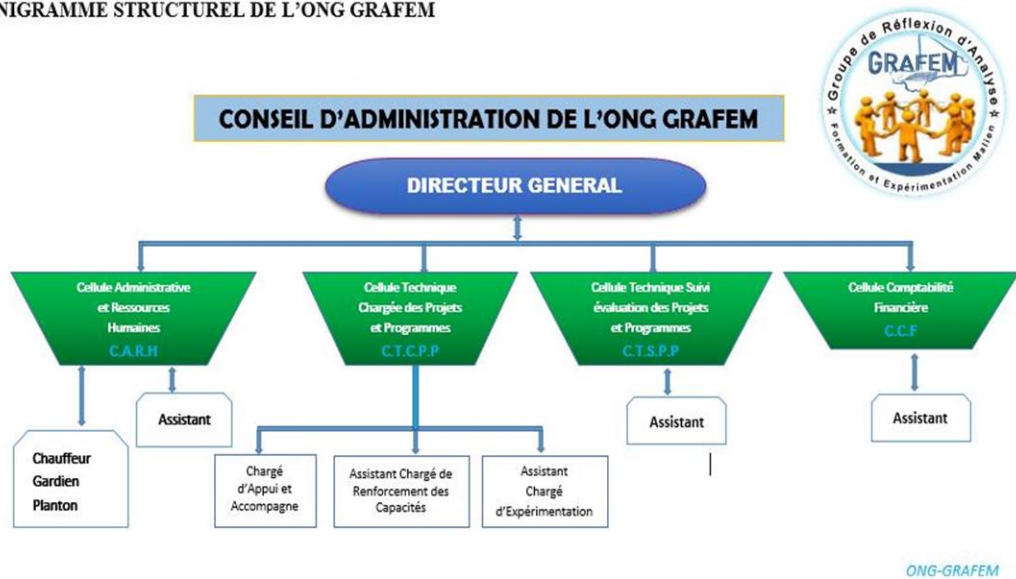 NIGRAMME STRUCTUREL DE L'ONG GRAFEM
Groupe de Réflexion d'Analyse
GRAFEM
Formation et Expérimentation Malien
CONSEIL D'ADMINISTRATION DE L'ONG GRAFEM
DIRECTEUR GENERAL
Cellule Administrative
et Ressources
Humaines
C.A.R.H
Cellule Technique
Chargée des Projets
et Programmes
C.T.C.P.P
Cellule Technique Suivi
évaluation des Projets
et Programmes
C.T.S.P.P
Cellule Comptabilité
Financière
C.C.F
Chauffeur
Gardien
Planton
Assistant
Chargé
d'Appui et
Accompagne
Assistant Chargé de
Renforcement des
Capacités
Assistant
Chargé
d'Expérimentation
Assistant
Assistant
ONG-GRAFEM